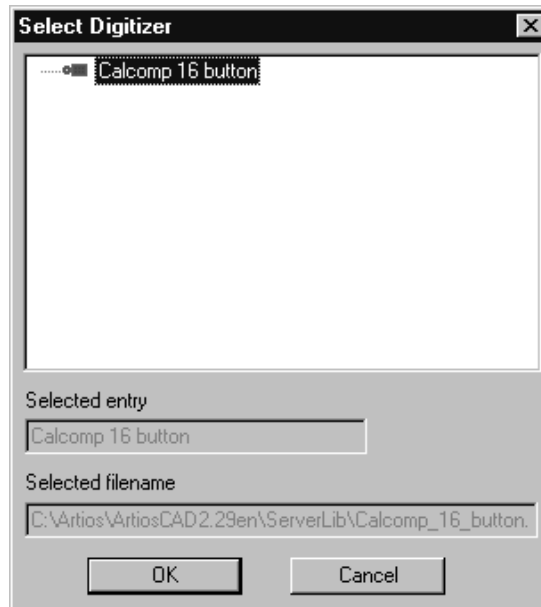 Select Digitizer
Calcomp 16 button
Selected entry
Calcomp 16 button
Selected filename
C:\Artios\ArtiosCAD2.29en\ServerLib\Calcomp_16_button.
OK
Cancel